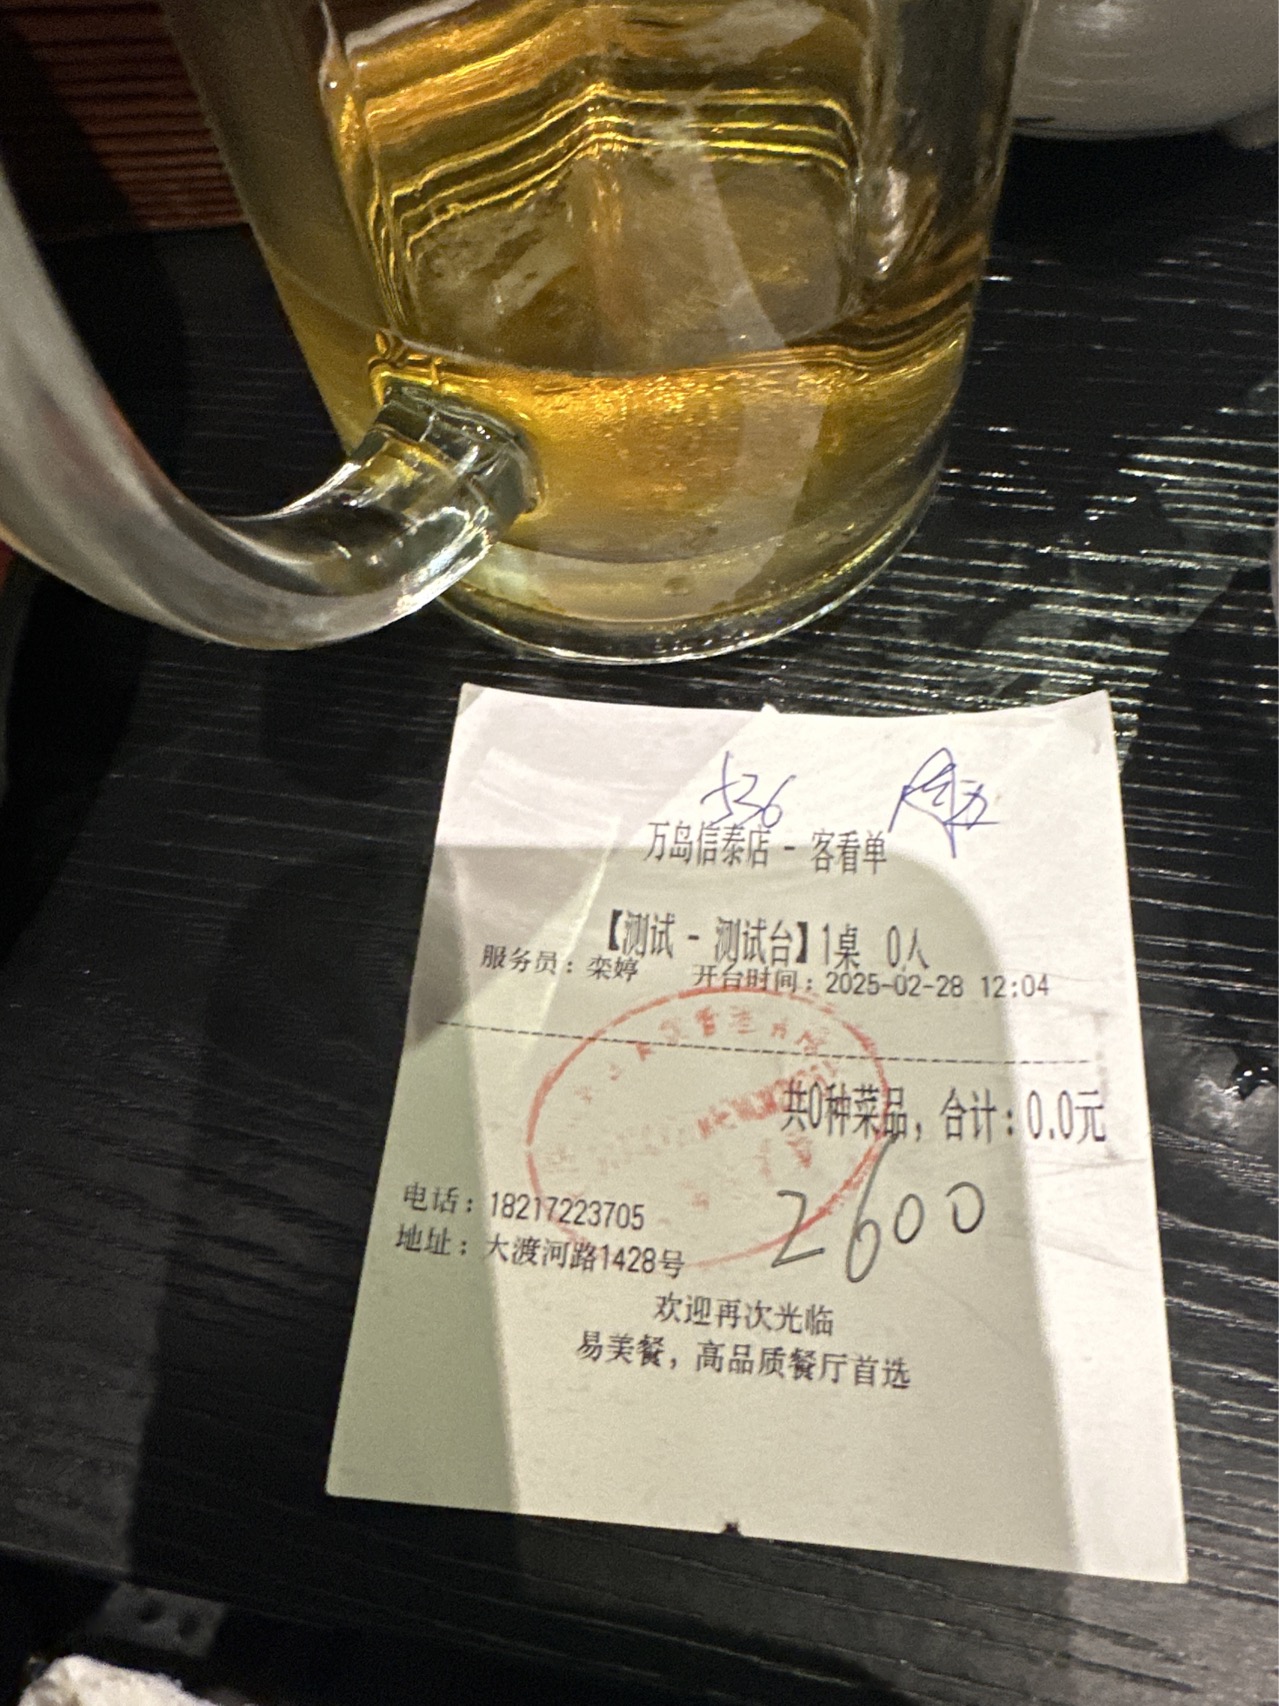 536
万岛信泰店 - 客看单
【测试 - 测试台】1桌 0人
服务员：栾婷 开台时间：2025-02-28 12:04
共0种菜品，合计：0.0元
2600
电话：18217223705
地址：大渡河路1428号
欢迎再次光临
易美餐，高品质餐厅首选